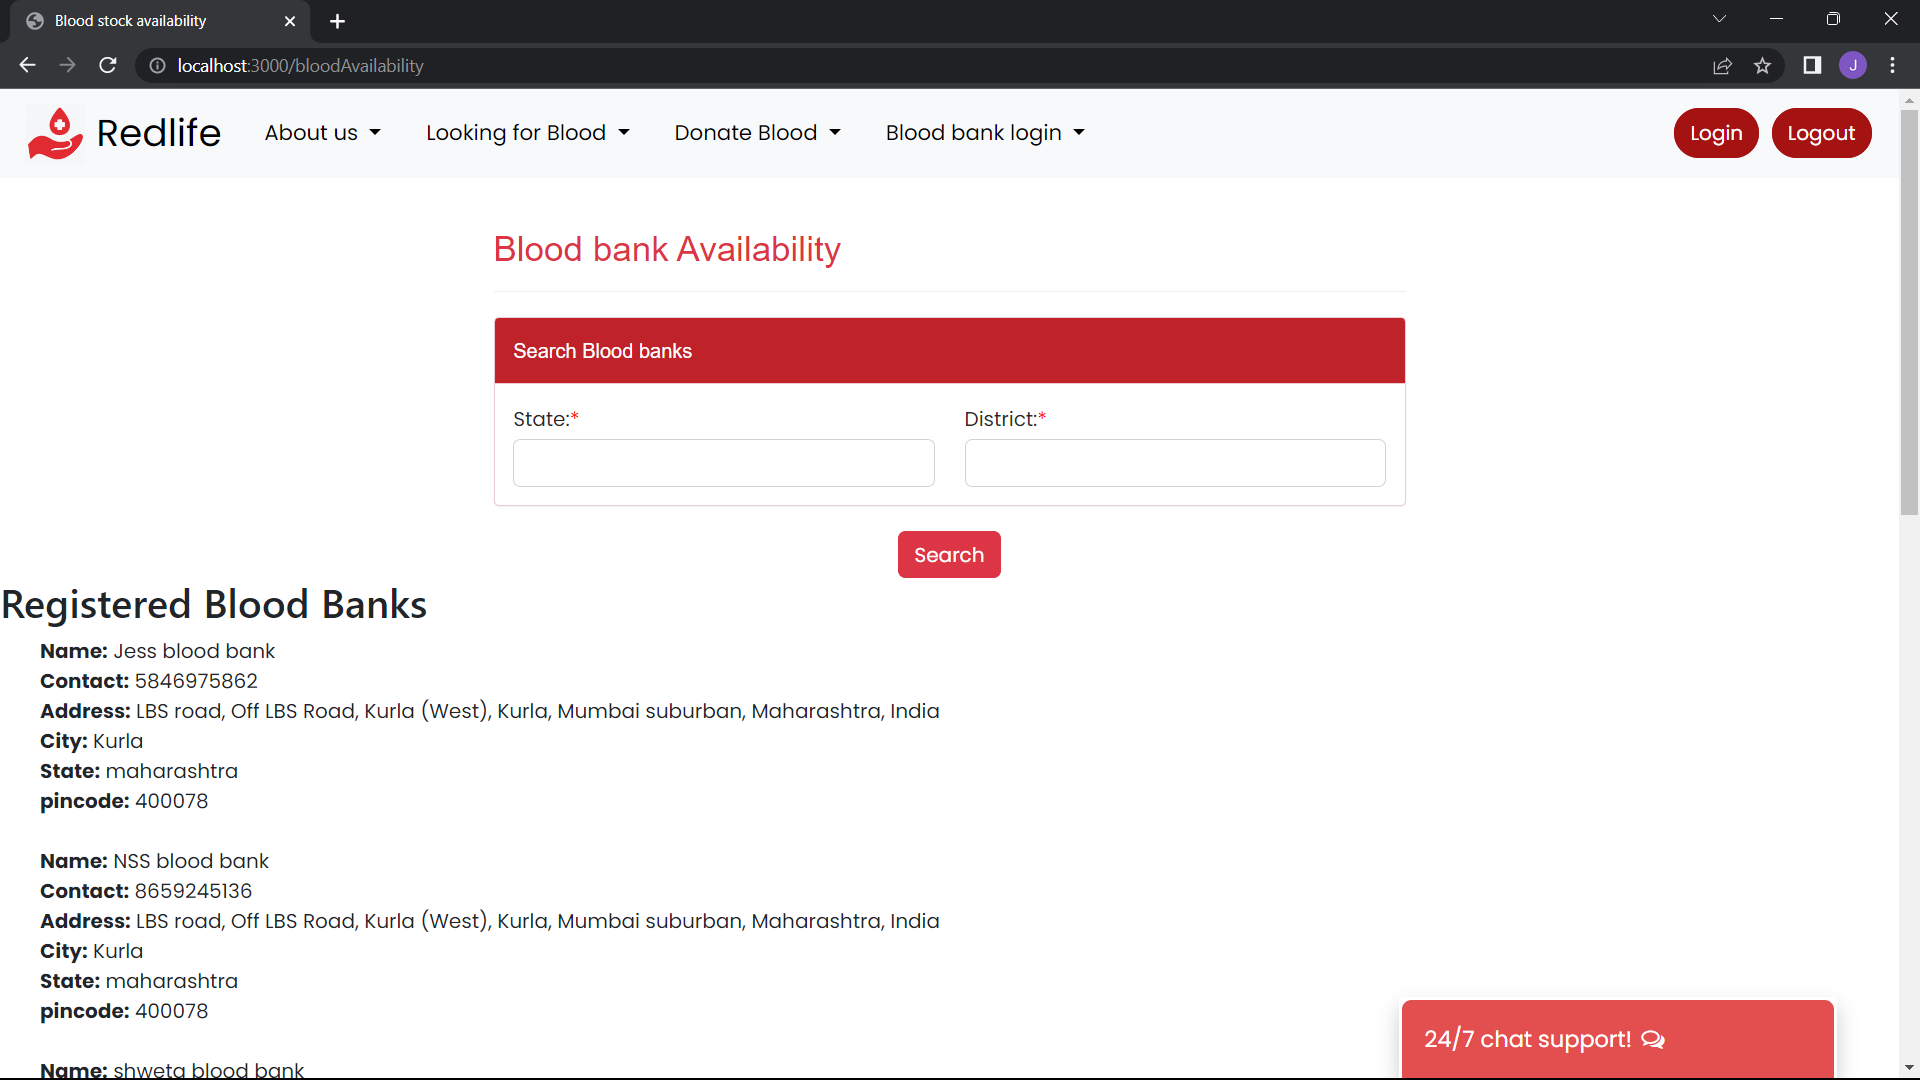 Blood stock availability
localhost:3000/bloodAvailability
J
Redlife
About us
Looking for Blood
Donate Blood
Blood bank login
Login
Logout
Blood bank Availability
Search Blood banks
State:*
District:*
Search
Registered Blood Banks
Name: Jess blood bank
Contact: 5846975862
Address: LBS road, Off LBS Road, Kurla (West), Kurla, Mumbai suburban, Maharashtra, India
City: Kurla
State: maharashtra
pincode: 400078
Name: NSS blood bank
Contact: 8659245136
Address: LBS road, Off LBS Road, Kurla (West), Kurla, Mumbai suburban, Maharashtra, India
City: Kurla
State: maharashtra
pincode: 400078
Name: shweta blood bank
24/7 chat support!